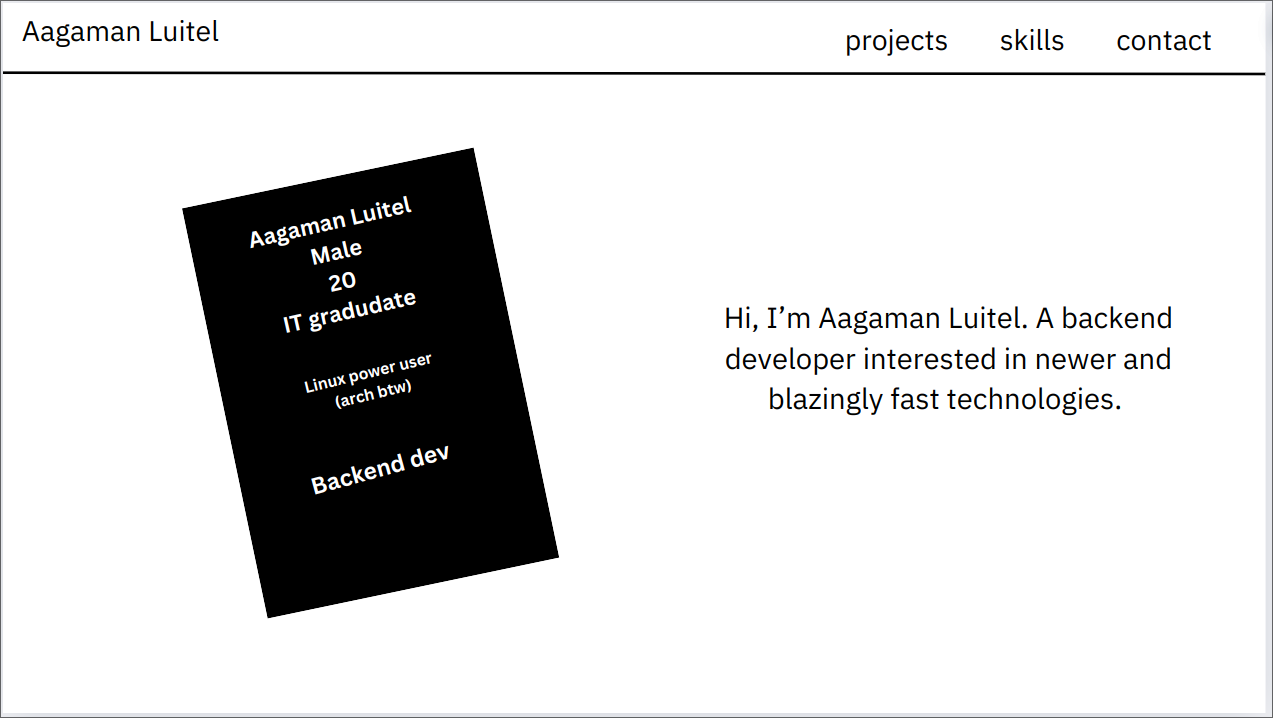 Aagaman Luitel
projects skills contact
Aagaman Luitel
Male
20
IT gradudate
Linux power user
(arch btw)
Backend dev
Hi, I’m Aagaman Luitel. A backend
developer interested in newer and
blazingly fast technologies.